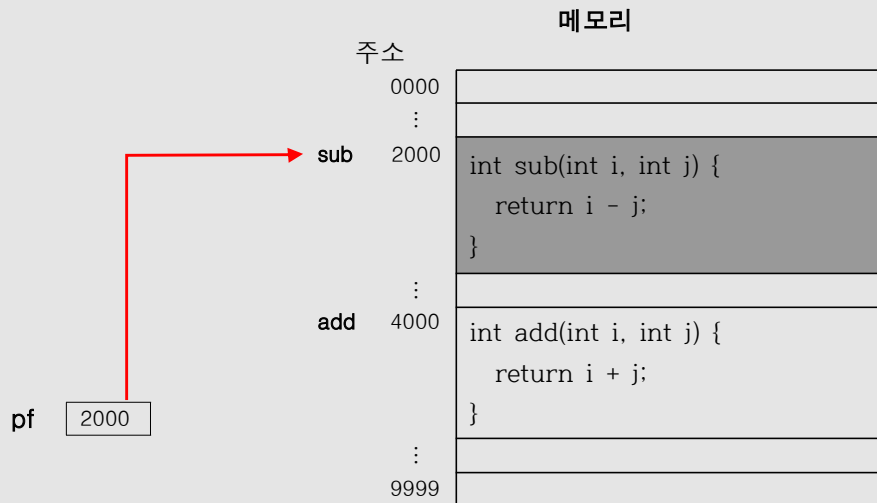 메모리
주소
0000
⋮
sub 2000 int sub(int i, int j) {
return i - j;
}
⋮
add 4000 int add(int i, int j) {
return i + j;
}
pf 2000
⋮
9999